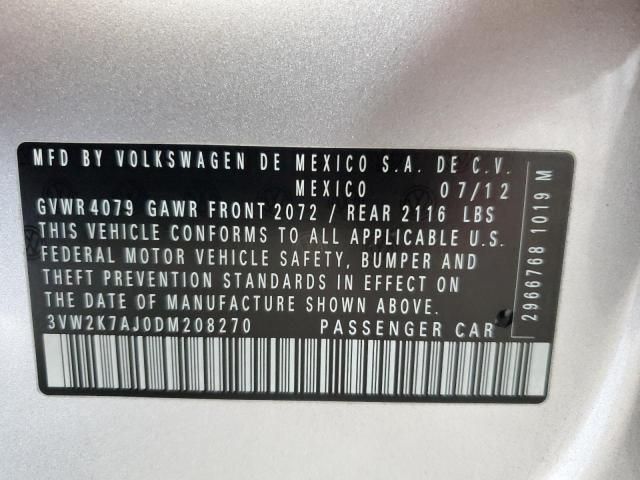 MFD BY VOLKSWAGEN DE MEXICO S.A. DE C.V.
MEXICO 07/12
GVWR4079 GAWR FRONT 2072 / REAR 2116 LBS
THIS VEHICLE CONFORMS TO ALL APPLICABLE U.S.
FEDERAL MOTOR VEHICLE SAFETY, BUMPER AND
THEFT PREVENTION STANDARDS IN EFFECT ON
THE DATE OF MANUFACTURE SHOWN ABOVE.
3VW2K7AJ0DM208270 PASSENGER CAR
2966768 1019 M